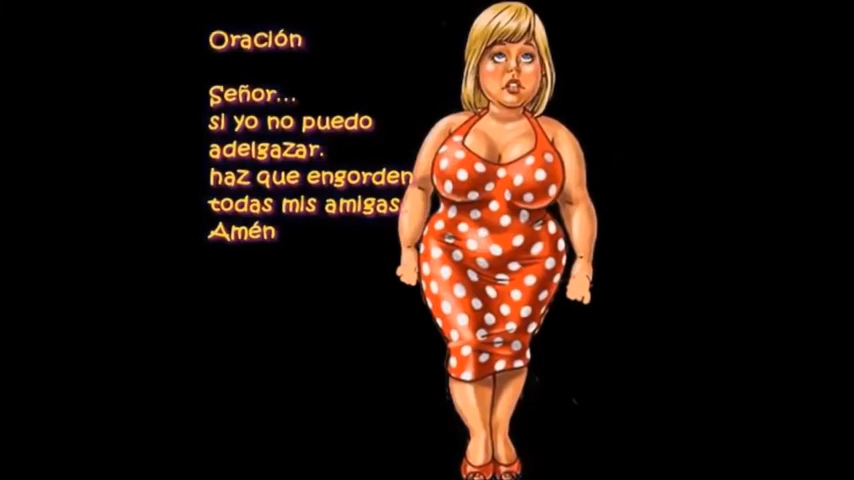 Oración
Señor...
si yo no puedo
adelgazar.
haz que engorden
todas mis amigas
Amén